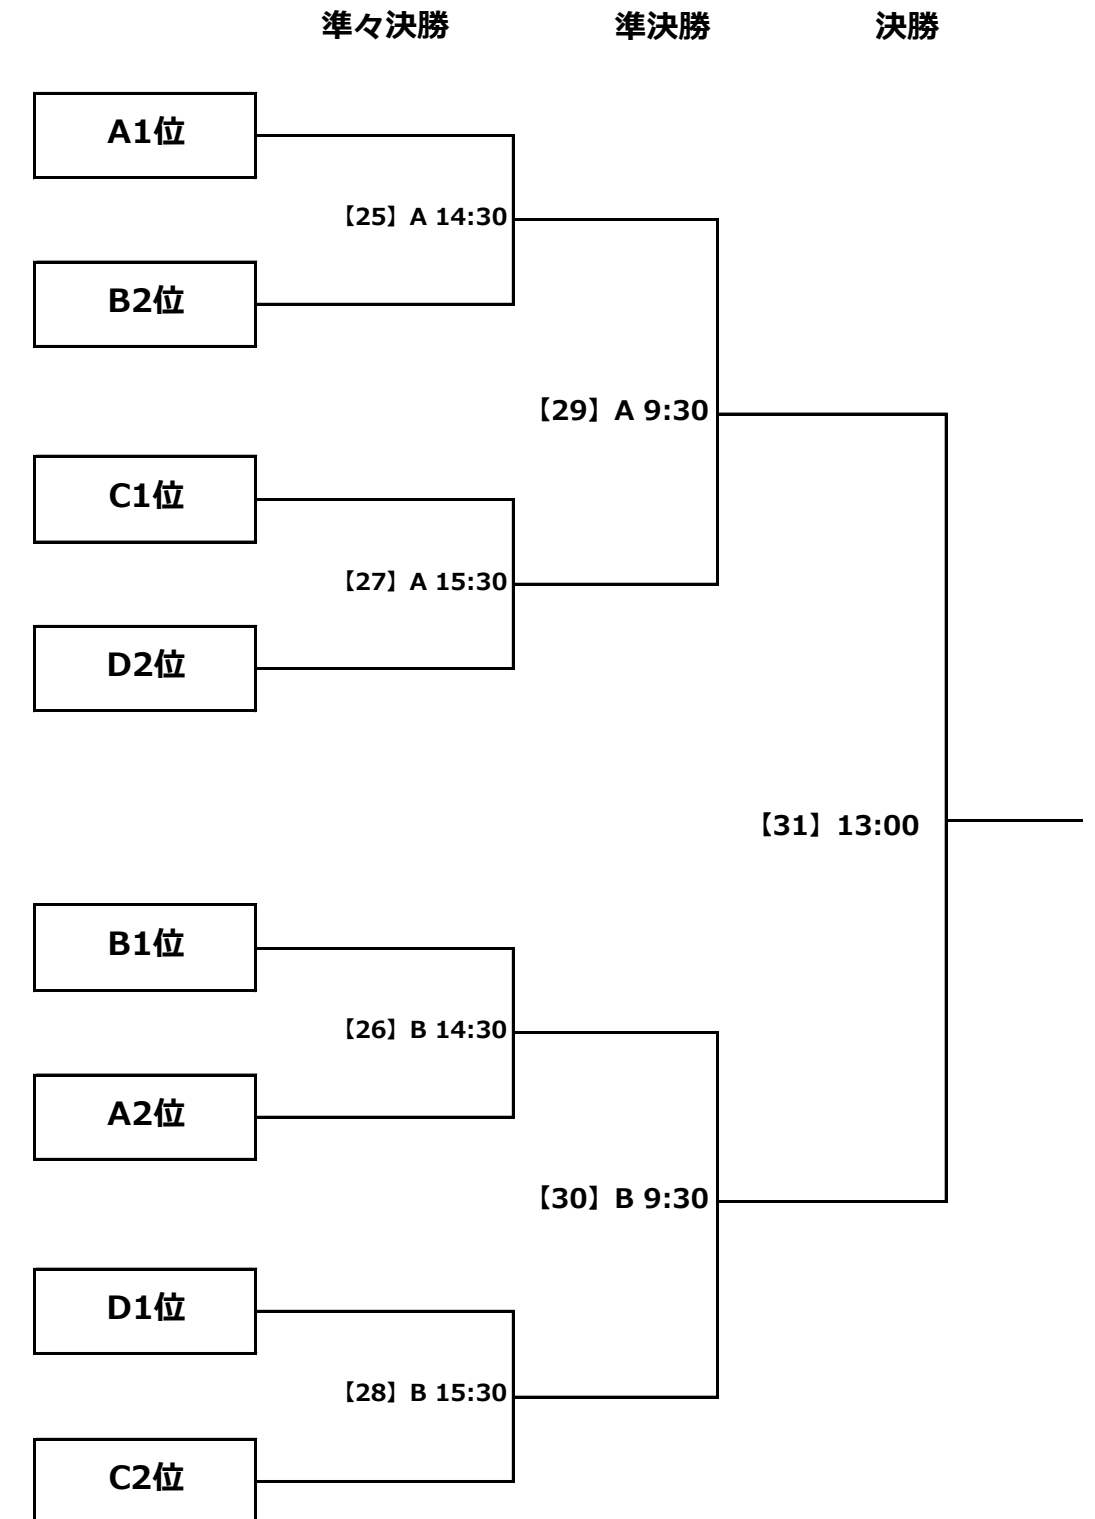 準々決勝 準決勝 決勝
A1位
【25】A 14:30
B2位
【29】A 9:30
C1位
【27】A 15:30
D2位
【31】13:00
B1位
【26】B 14:30
A2位
【30】B 9:30
D1位
【28】B 15:30
C2位